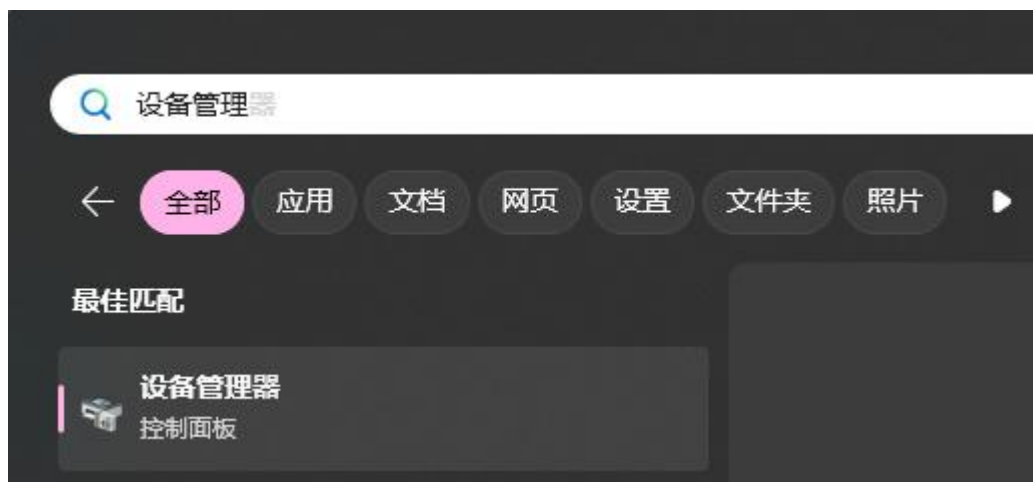 设备管理器
全部 应用 文档 网页 设置 文件夹 照片
最佳匹配
设备管理器
控制面板